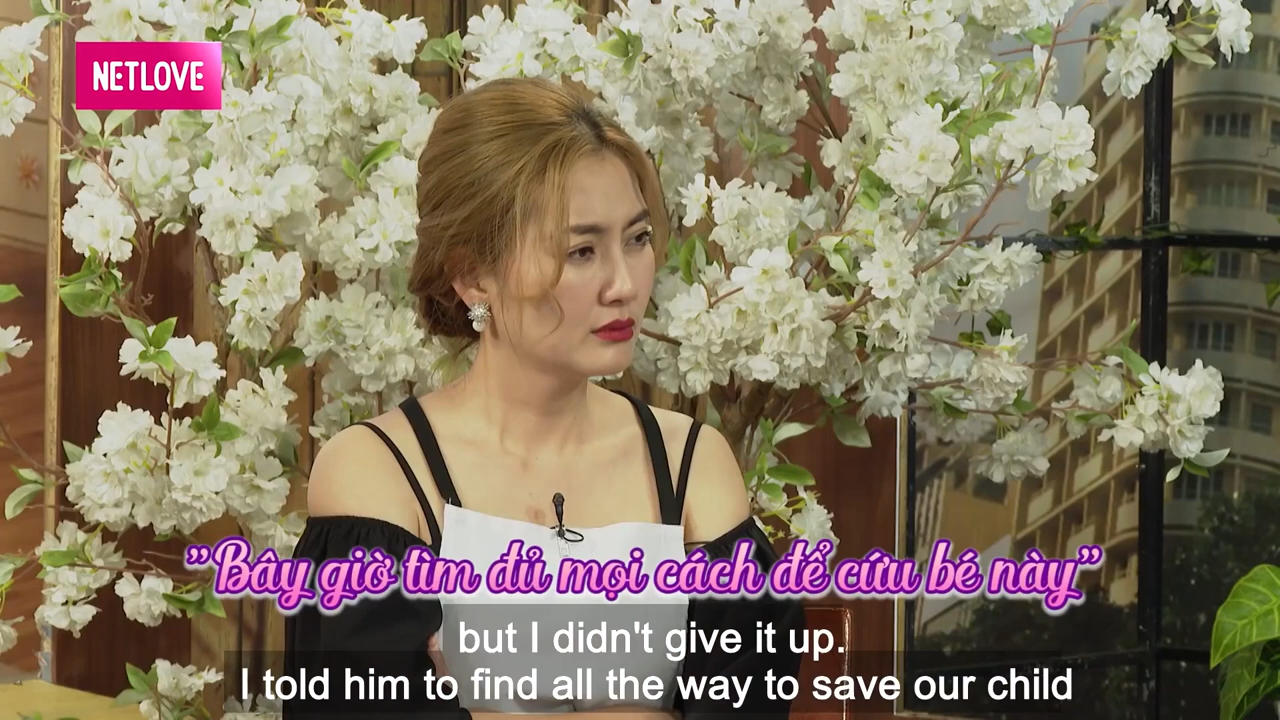 NETLOVE
"Bây giờ tìm đủ mọi cách để cứu bé này"
but I didn't give it up.
I told him to find all the way to save our child